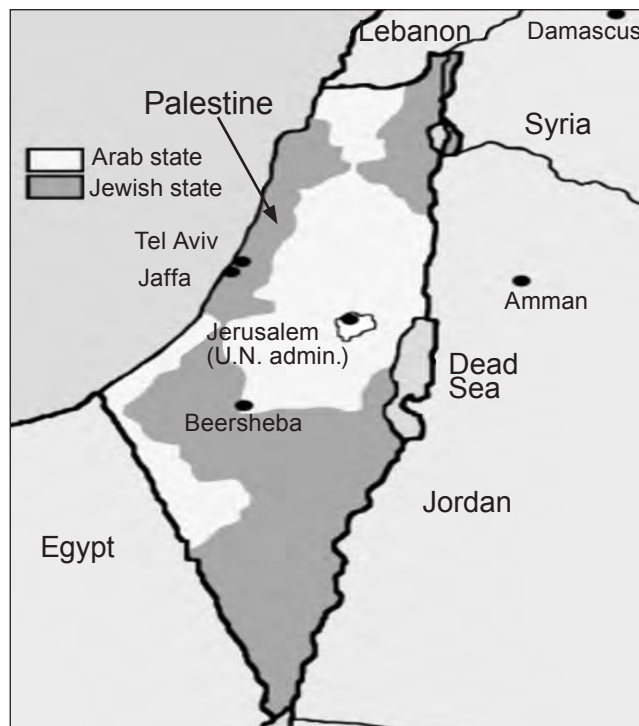 Lebanon
Damascus
Palestine
Syria
Arab state
Jewish state
Tel Aviv
Jaffa
Amman
Jerusalem
(U.N. admin.)
Dead
Sea
Beersheba
Jordan
Egypt